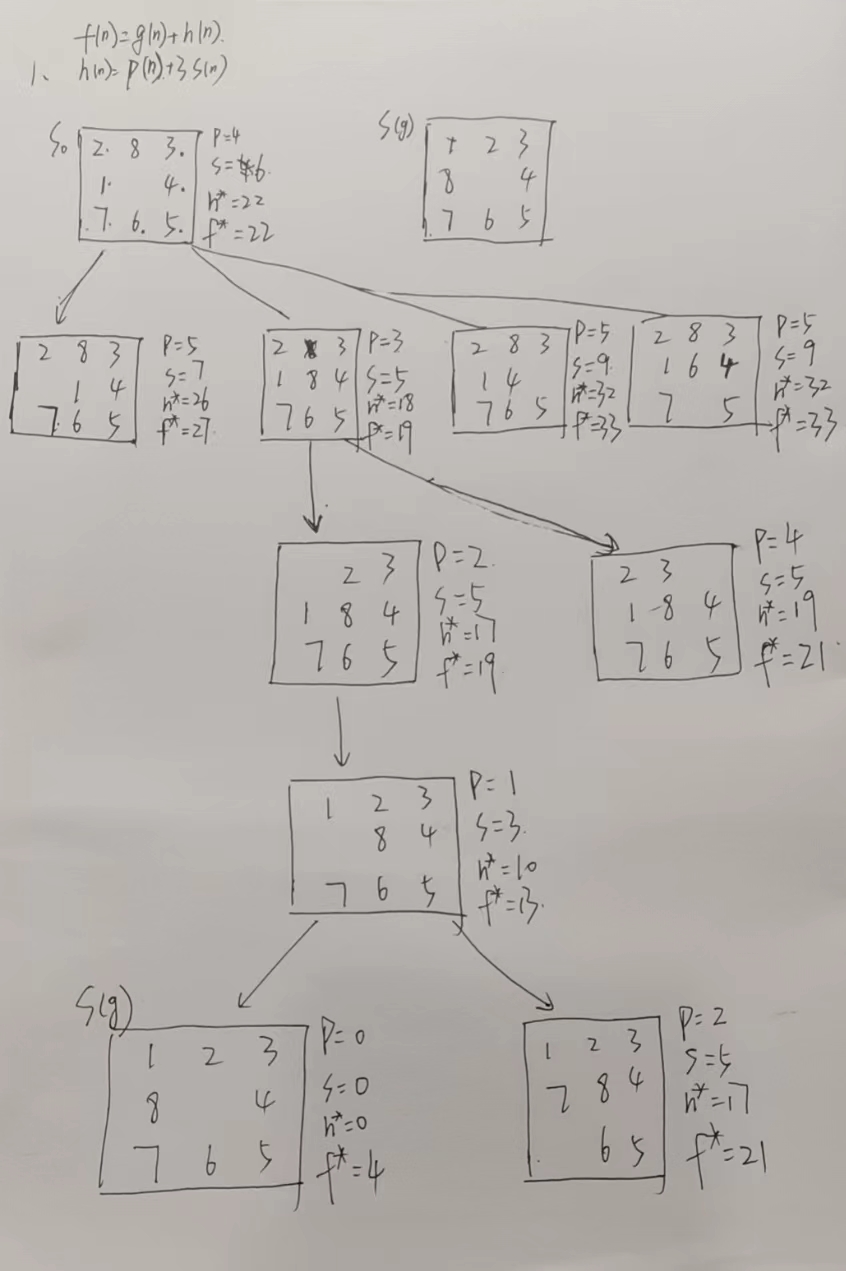 f(n)=g(n)+h(n).
1、 h(n)=P(n)+3S(n)
S₀
2 8 3
1 4
7 6 5
P=4
S=6
h*=22
f*=22
S(g)
1 2 3
8 4
7 6 5
2 8 3
1 4
7 6 5
P=5
S=7
h*=26
f*=27
2 3
1 8 4
7 6 5
P=3
S=5
h*=18
f*=19
2 8 3
1 4
7 6 5
P=5
S=9
h*=32
f*=33
2 8 3
1 6 4
7 5
P=5
S=9
h*=32
f*=33
2 3
1 8 4
7 6 5
P=2
S=5
h*=17
f*=19
2 3
1 8 4
7 6 5
P=4
S=5
h*=19
f*=21
1 2 3
8 4
7 6 5
P=1
S=3
h*=10
f*=13
S(g)
1 2 3
8 4
7 6 5
P=0
S=0
h*=0
f*=4
1 2 3
7 8 4
6 5
P=2
S=5
h*=17
f*=21